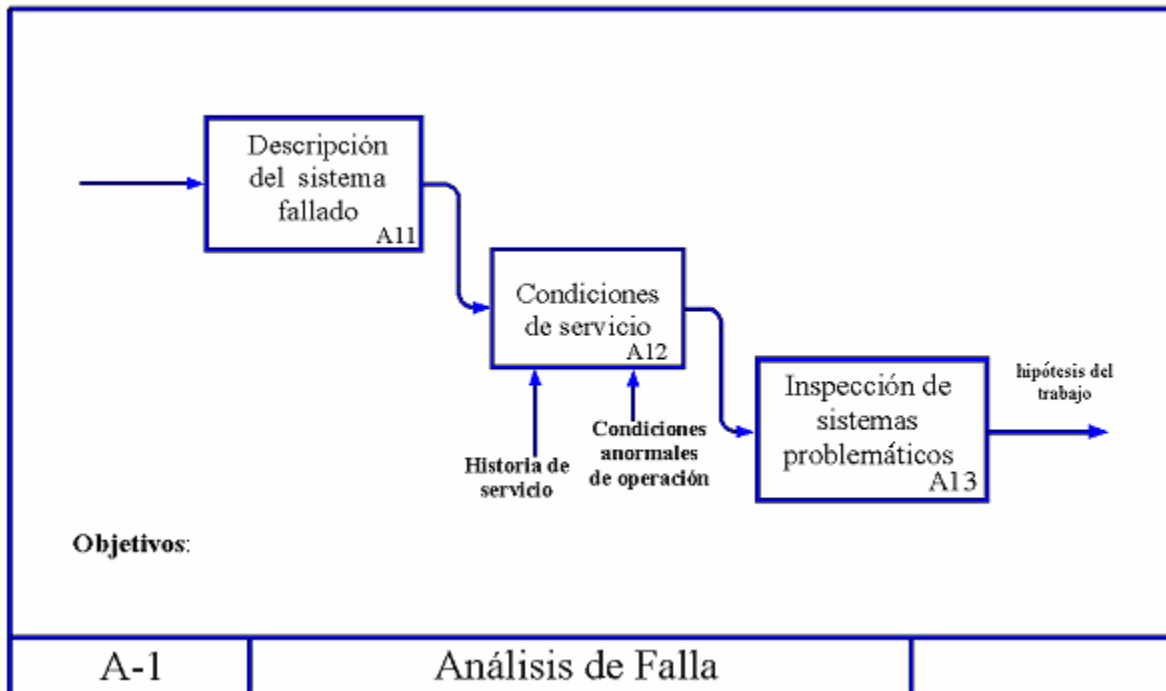 Descripción
del sistema
fallado
A11
Condiciones
de servicio
A12
Inspección de
sistemas
problemáticos
A13
hipótesis del
trabajo
Historia de
servicio
Condiciones
anormales
de operación
Objetivos:
A-1
Análisis de Falla